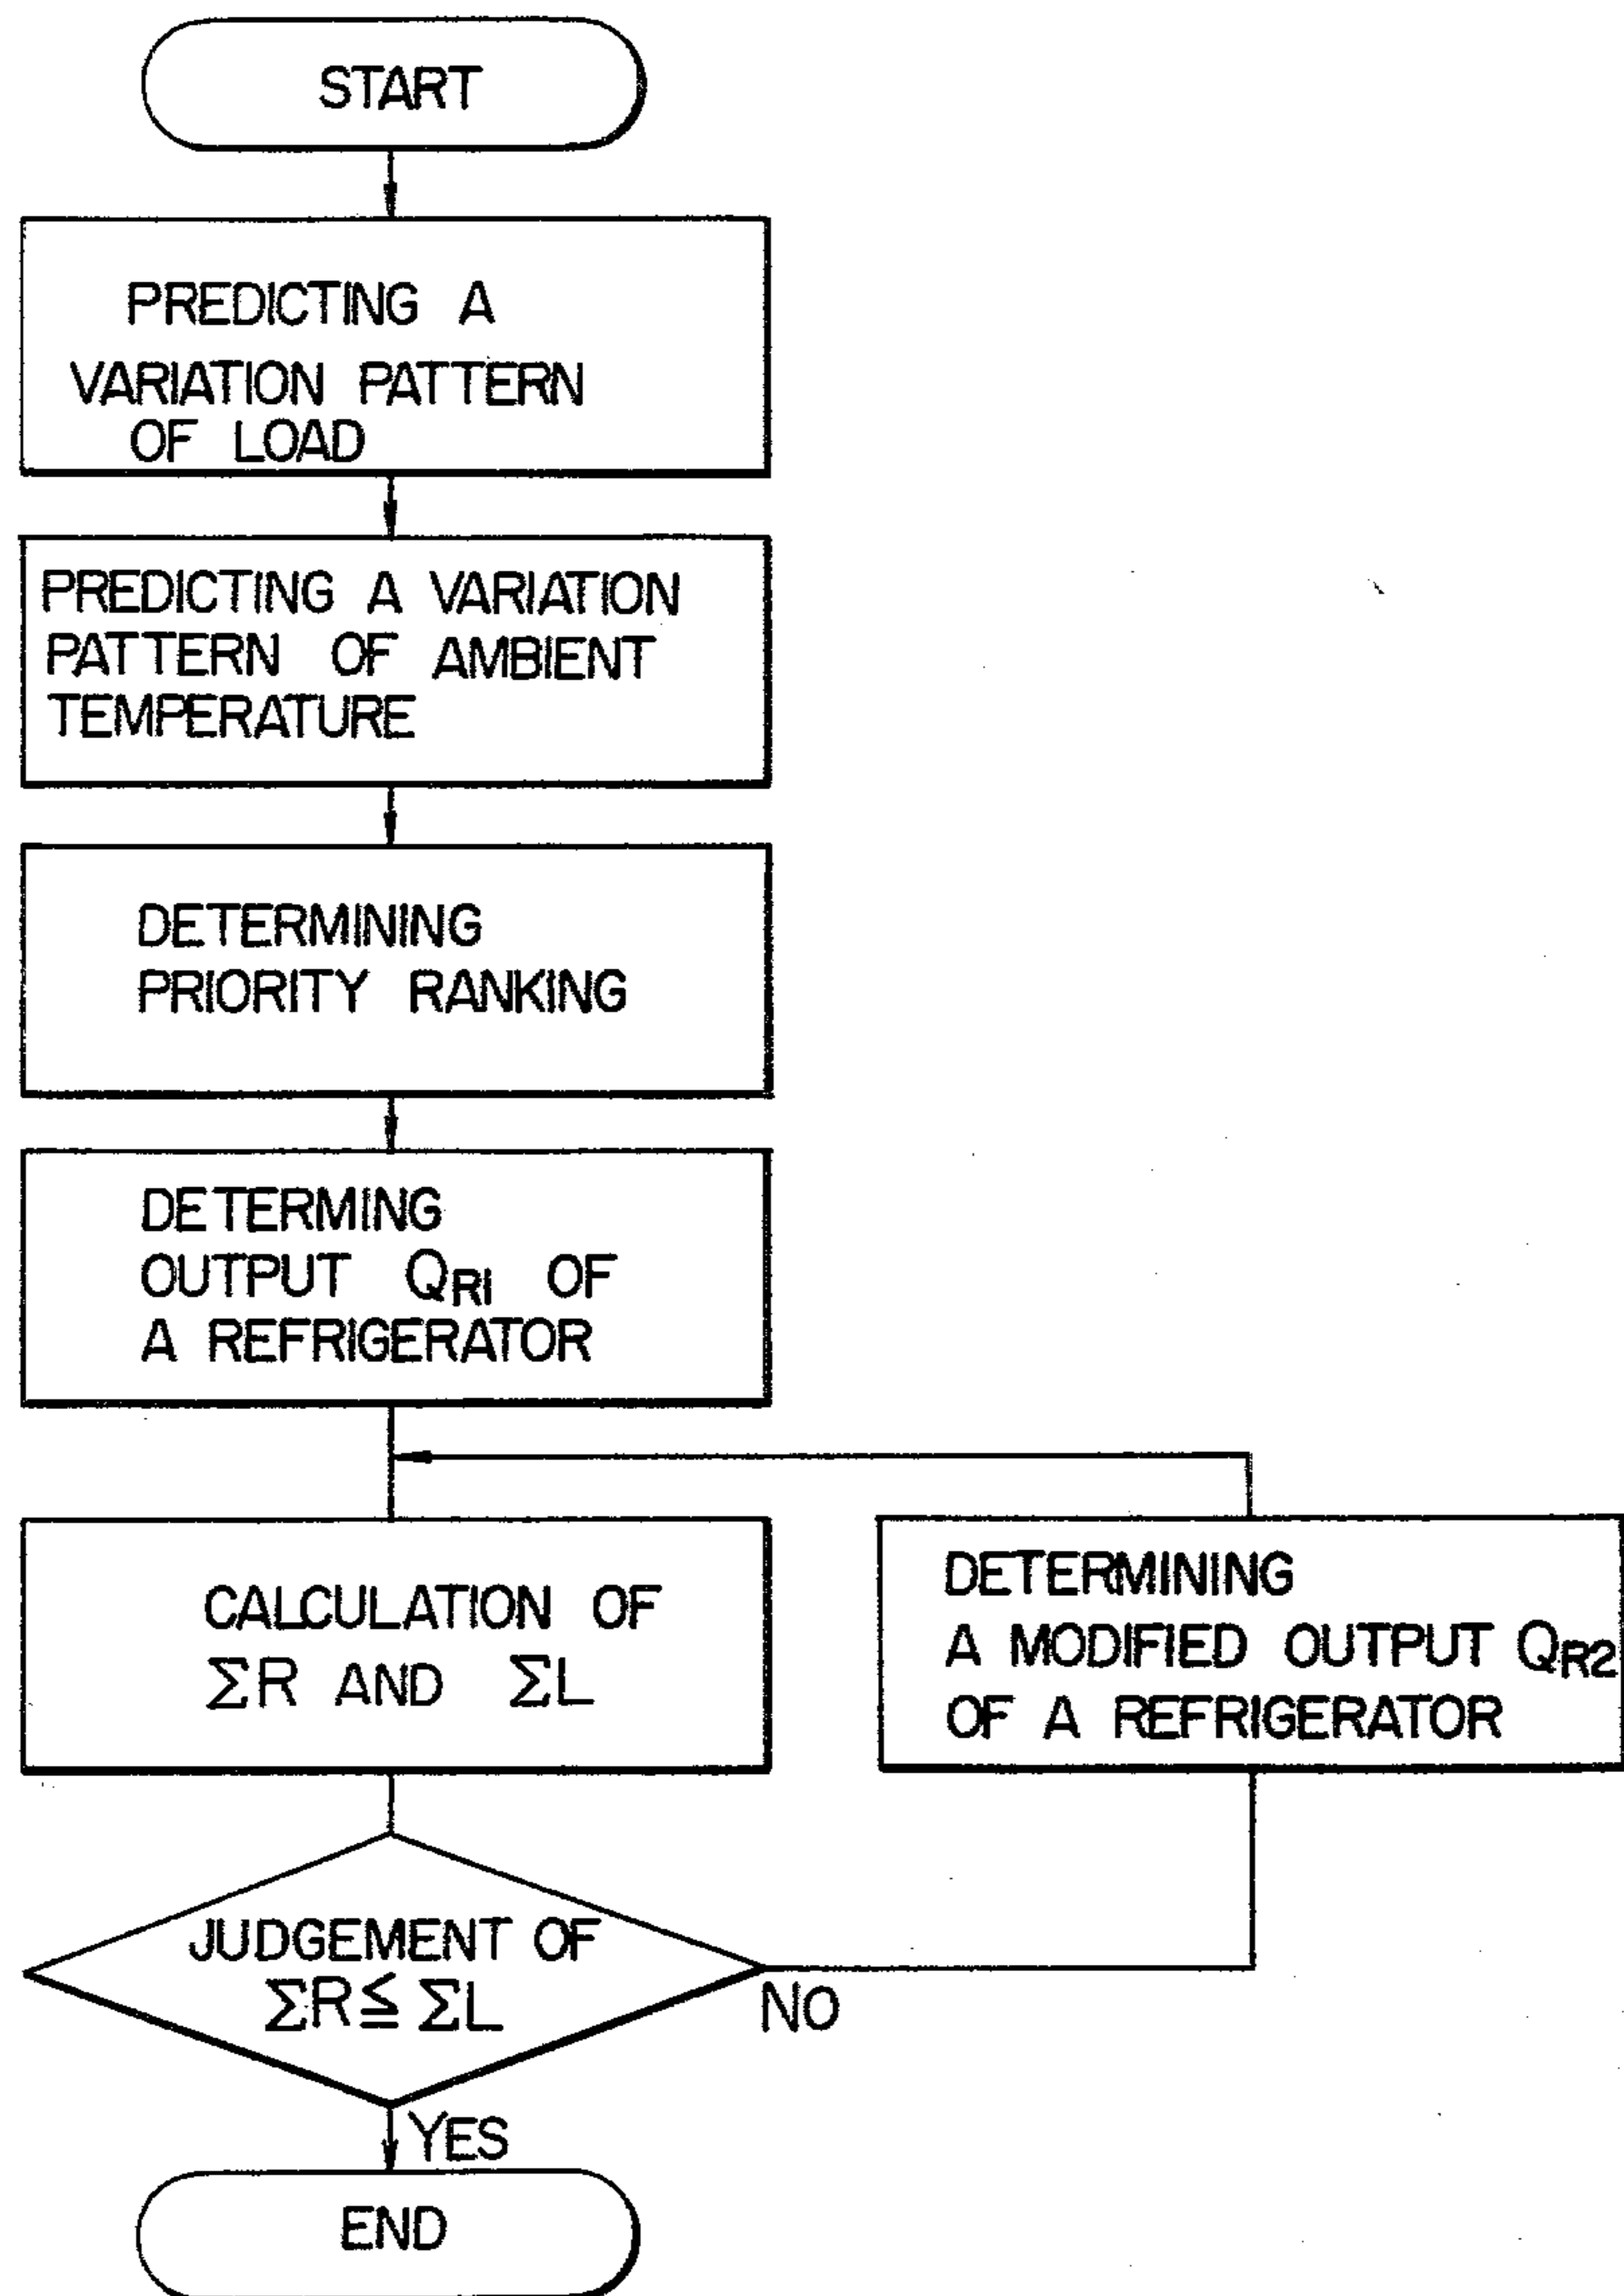 START
PREDICTING A
VARIATION PATTERN
OF LOAD
PREDICTING A VARIATION
PATTERN OF AMBIENT
TEMPERATURE
DETERMINING
PRIORITY RANKING
DETERMING
OUTPUT QR1 OF
A REFRIGERATOR
CALCULATION OF
ΣR AND ΣL
DETERMINING
A MODIFIED OUTPUT QR2
OF A REFRIGERATOR
JUDGEMENT OF
ΣR≦ ΣL
NO
YES
END